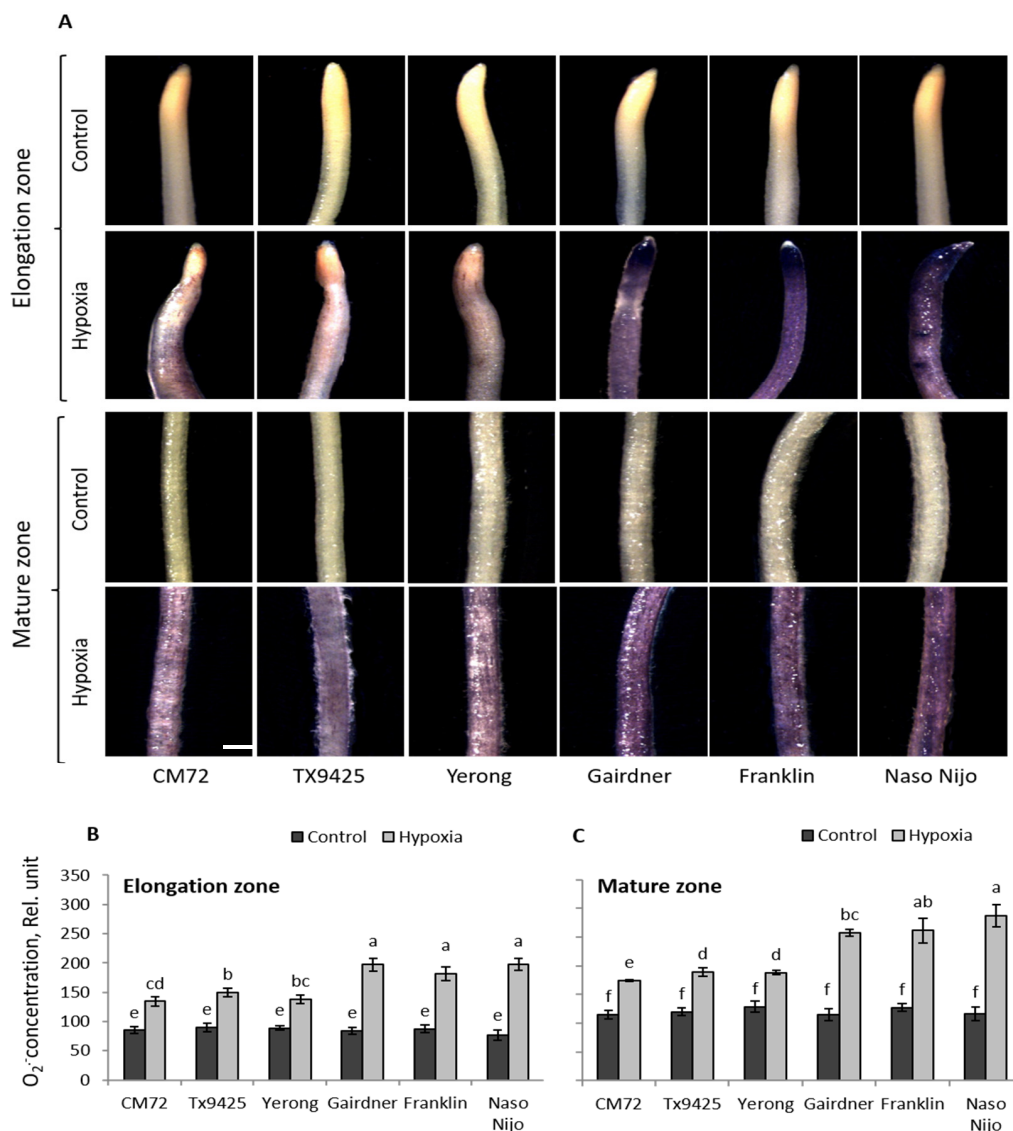 A
Elongation zone
Control
Hypoxia
Mature zone
Control
Hypoxia
CM72 TX9425 Yerong Gairdner Franklin Naso Nijo
B
Control Hypoxia
Elongation zone
O2·- concentration, Rel. unit
350
300
250
200
150
100
50
0
cd b bc a a a
e e e e e e
CM72 Tx9425 Yerong Gairdner Franklin Naso
Nijo
C
Control Hypoxia
Mature zone
e d d bc ab a
f f f f f f
CM72 Tx9425 Yerong Gairdner Franklin Naso
Nijo